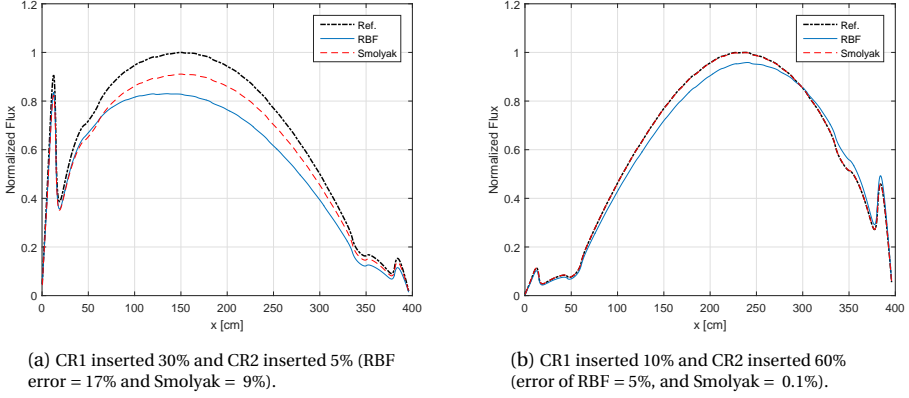 1.2
1
0.8
0.6
0.4
0.2
0
Normalized Flux
0 50 100 150 200 250 300 350 400
x [cm]
Ref.
RBF
Smolyak
(a) CR1 inserted 30% and CR2 inserted 5% (RBF
error = 17% and Smolyak = 9%).
1.2
1
0.8
0.6
0.4
0.2
0
Normalized Flux
0 50 100 150 200 250 300 350 400
x [cm]
Ref.
RBF
Smolyak
(b) CR1 inserted 10% and CR2 inserted 60%
(error of RBF = 5%, and Smolyak = 0.1%).